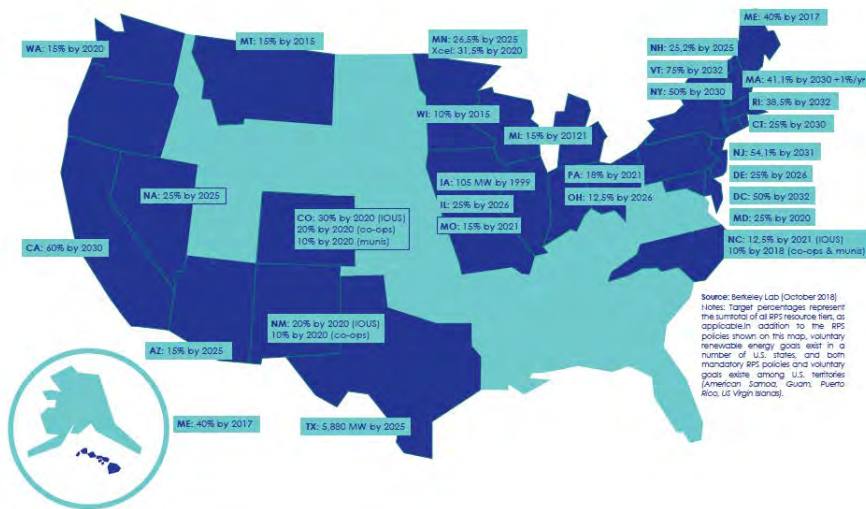 ME: 40% by 2017
WA: 15% by 2020
MT: 15% by 2015
MN: 26,5% by 2025
Xcel: 31,5% by 2020
NH: 25,2% by 2025
VT: 75% by 2032
MA: 41,1% by 2030 +1%/yr
NY: 50% by 2030
RI: 38,5% by 2032
WI: 10% by 2015
CT: 25% by 2030
MI: 15% by 20121
NJ: 54,1% by 2031
IA: 105 MW by 1999
PA: 18% by 2021
DE: 25% by 2026
NA: 25% by 2025
IL: 25% by 2026
OH: 12,5% by 2026
DC: 50% by 2032
CO: 30% by 2020 (IOUS)
20% by 2020 (co-ops)
10% by 2020 (munis)
MO: 15% by 2021
MD: 25% by 2020
CA: 60% by 2030
NC: 12,5% by 2021 (IOUS)
10% by 2018 (co-ops & munis)
Source: Berkeley Lab (October 2018)
Notes: Target percentages represent
the sumtotal of all RPS resource tiers, as
applicable.In addition to the RPS
policies shown on this map, voluntary
renewable energy goals exist in a
number of U.S. states, and both
mandatory RPS policies and voluntary
goals existe among U.S. territories
(American Samoa, Guam, Puerto
Rico, US Virgin Islanas).
NM: 20% by 2020 (IOUS)
10% by 2020 (co-ops)
AZ: 15% by 2025
ME: 40% by 2017
TX: 5,880 MW by 2025